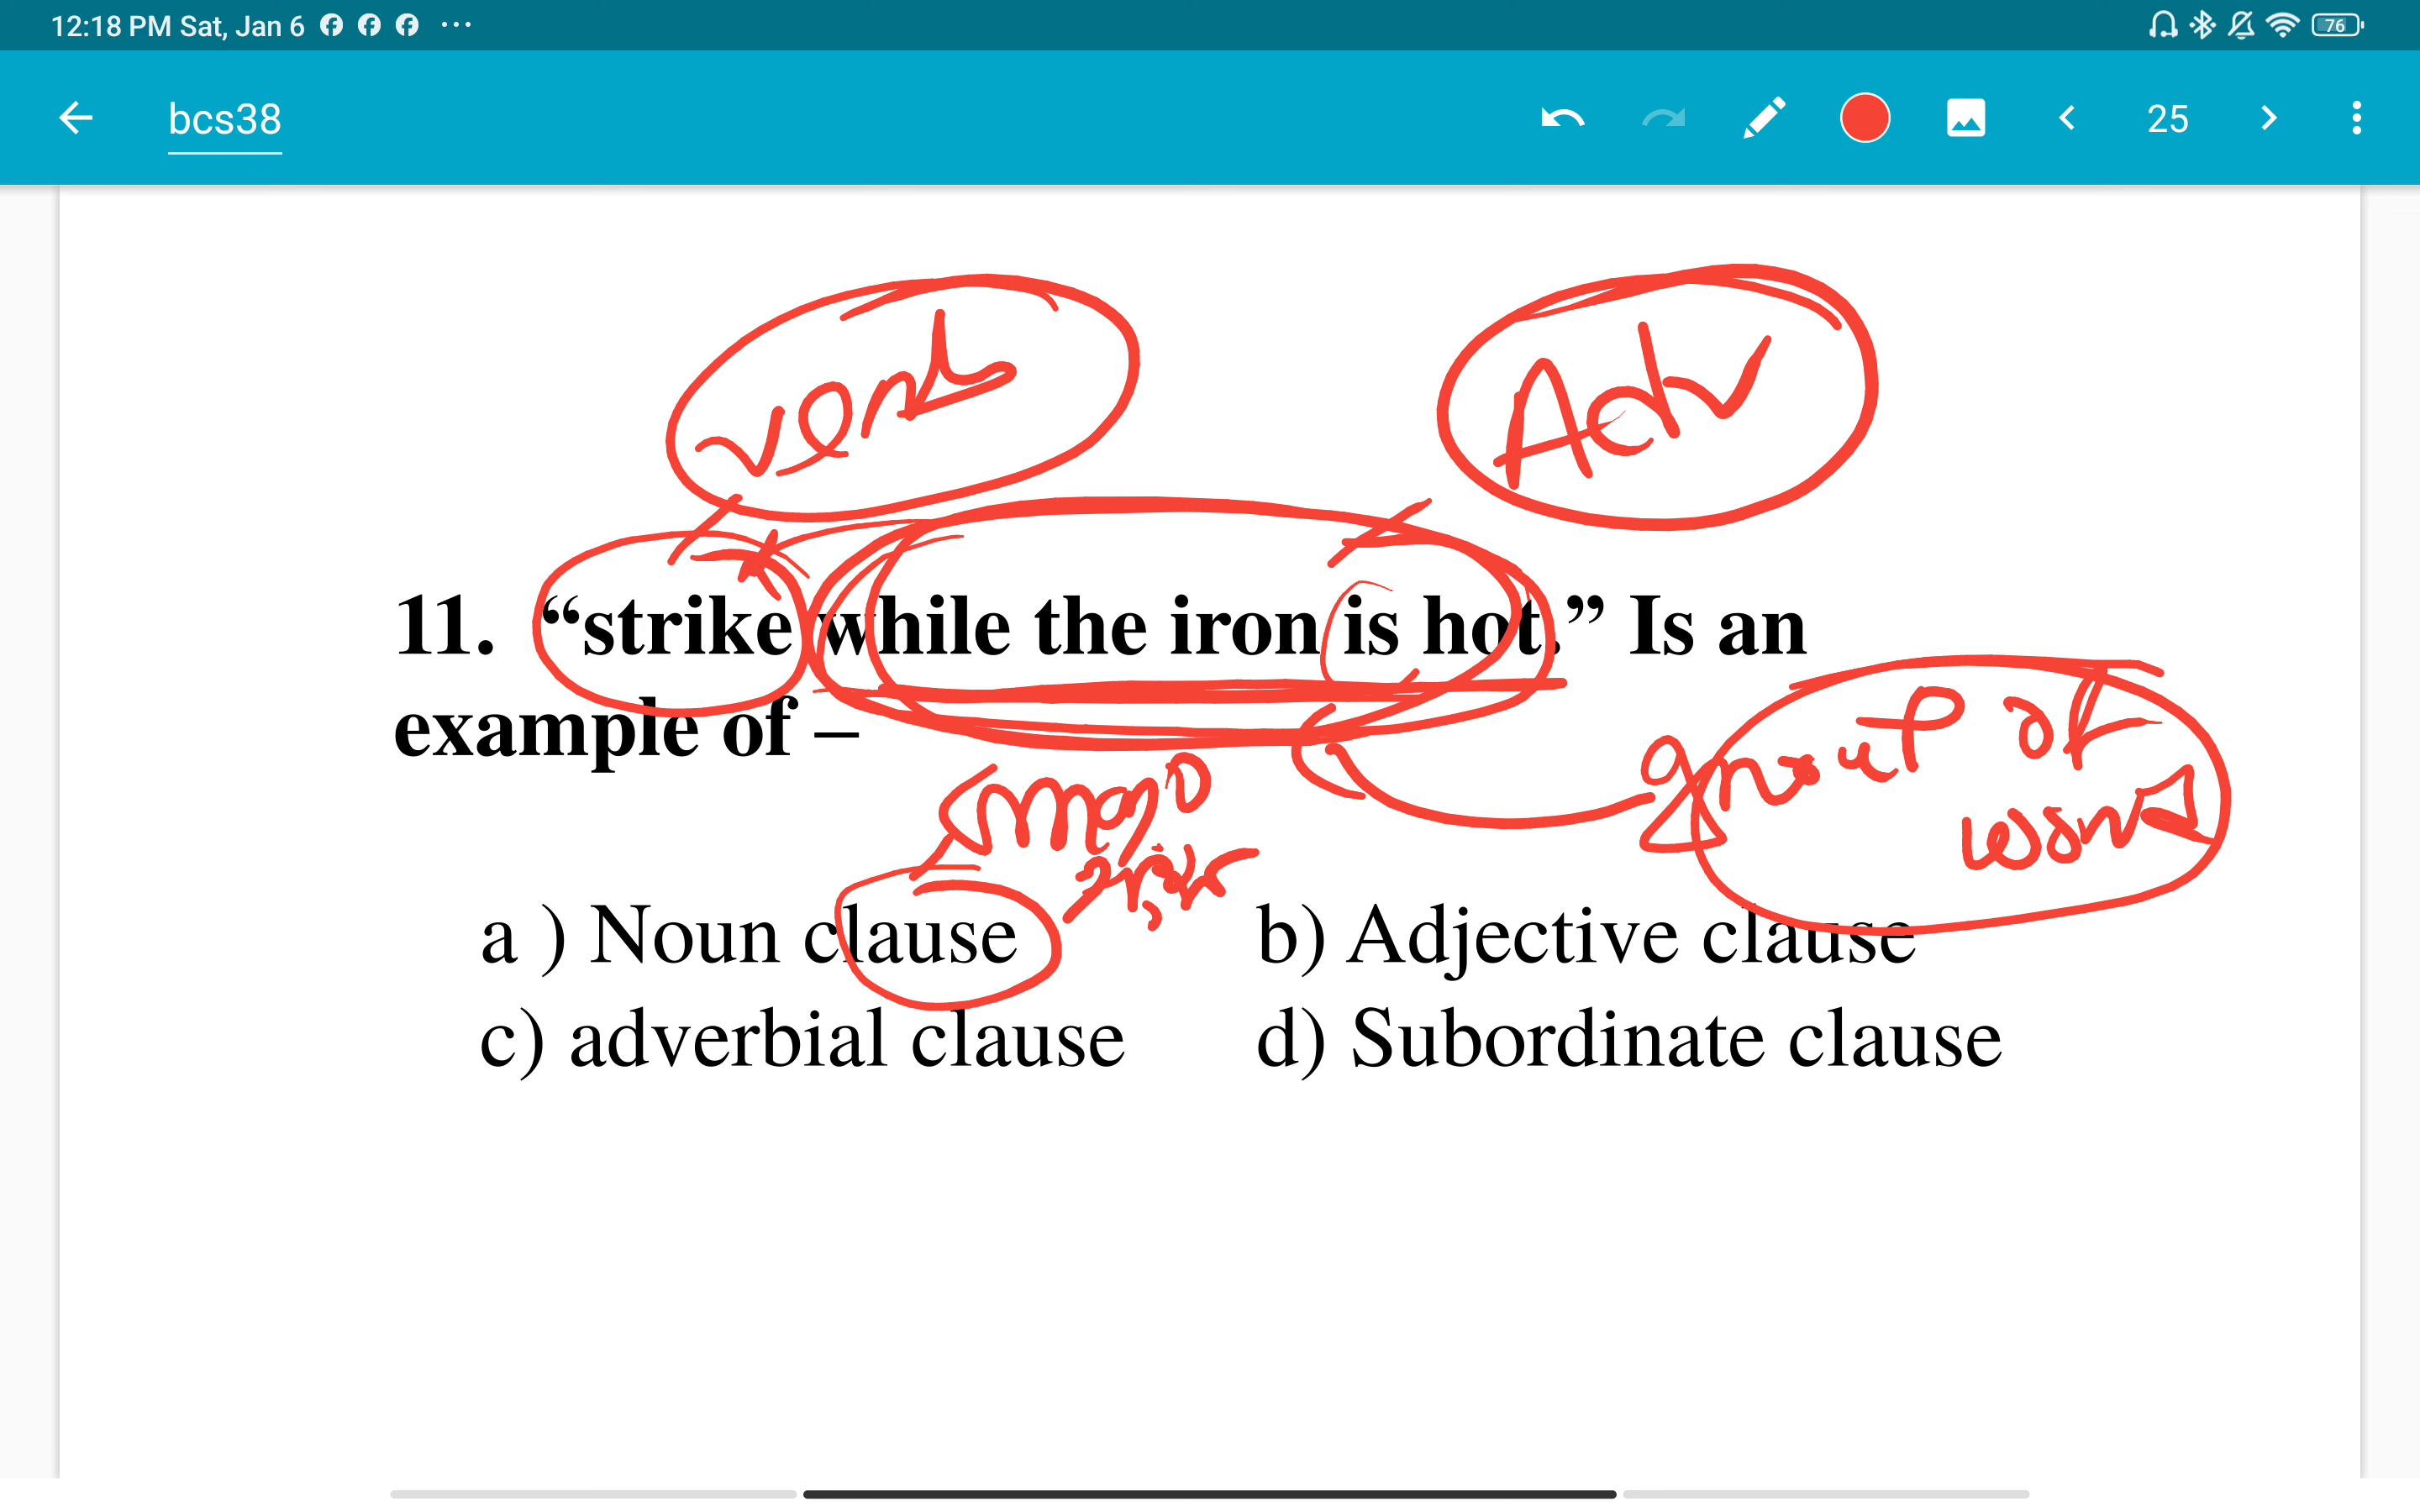 12:18 PM Sat, Jan 6
76
bcs38
25
verb
Adv
11. “strike while the iron is hot.” Is an
example of –
group of
word
a ) Noun clause
b) Adjective clause
c) adverbial clause
d) Subordinate clause